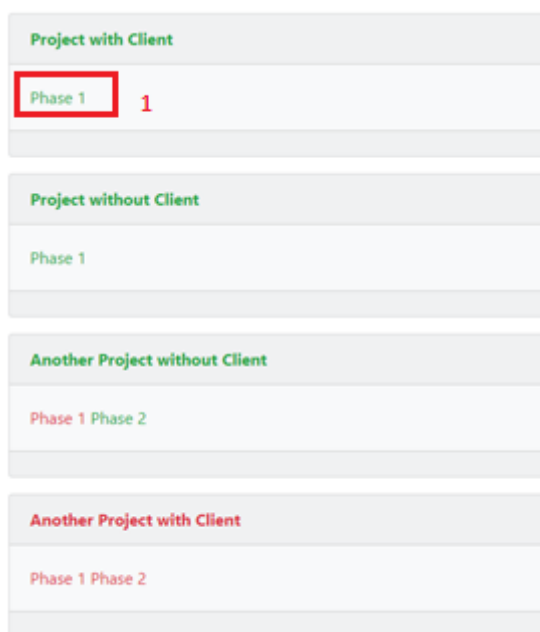 Project with Client
Phase 1 1
Project without Client
Phase 1
Another Project without Client
Phase 1 Phase 2
Another Project with Client
Phase 1 Phase 2